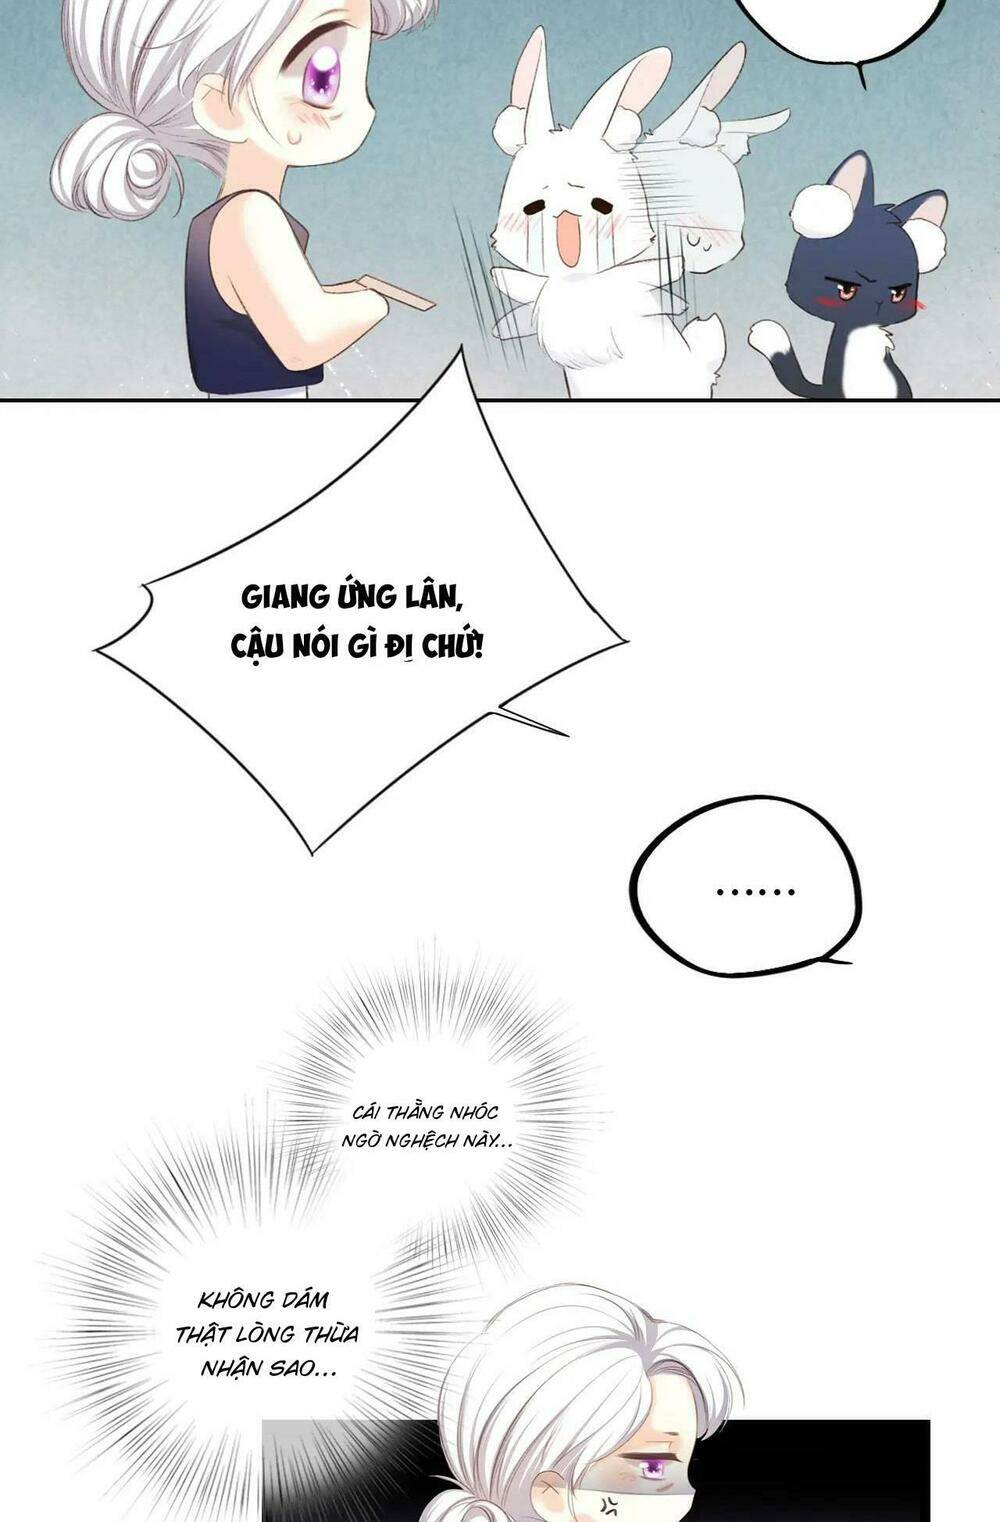 GIANG ỨNG LÂN,
CẬU NÓI GÌ ĐỊ CHỨ!
......
CÁI THẰNG NHÓC
NGỜ NGHỆCH NÀY...
KHÔNG DÁM
THẬT LÒNG THỪA
NHẬN SAO...